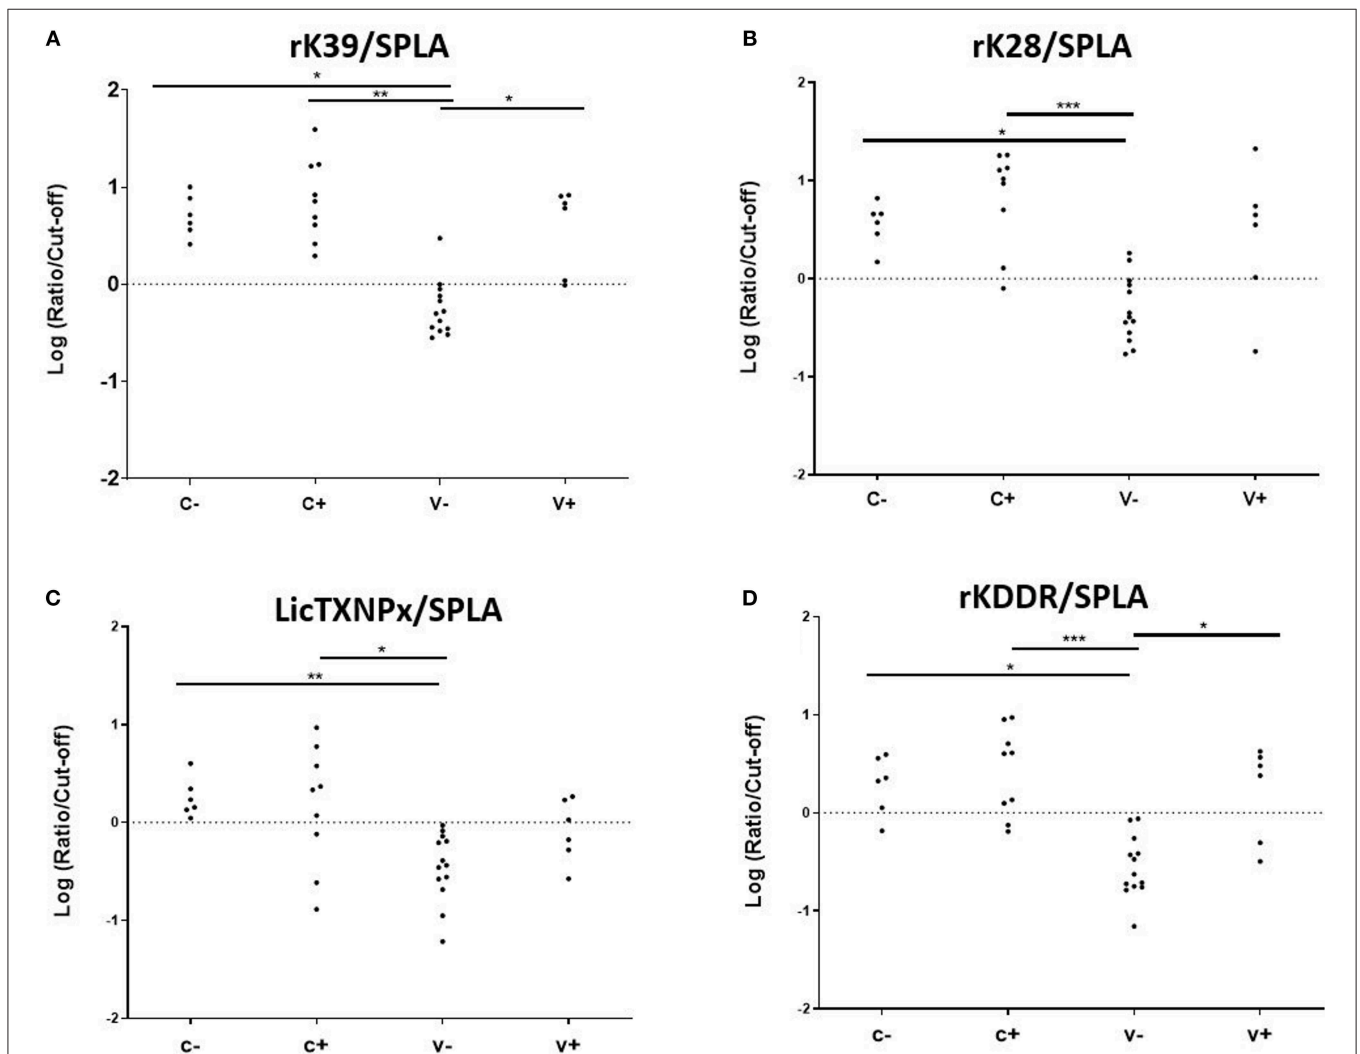 A
rK39/SPLA
*
**
*
2
1
0
-1
-2
Log (Ratio/Cut-off)
C-
C+
V-
V+
B
rK28/SPLA
***
*
2
1
0
-1
-2
Log (Ratio/Cut-off)
C-
C+
V-
V+
C
LicTXNPx/SPLA
*
**
2
1
0
-1
-2
Log (Ratio/Cut-off)
C-
C+
V-
V+
D
rKDDR/SPLA
*
***
*
2
1
0
-1
-2
Log (Ratio/Cut-off)
C-
C+
V-
V+